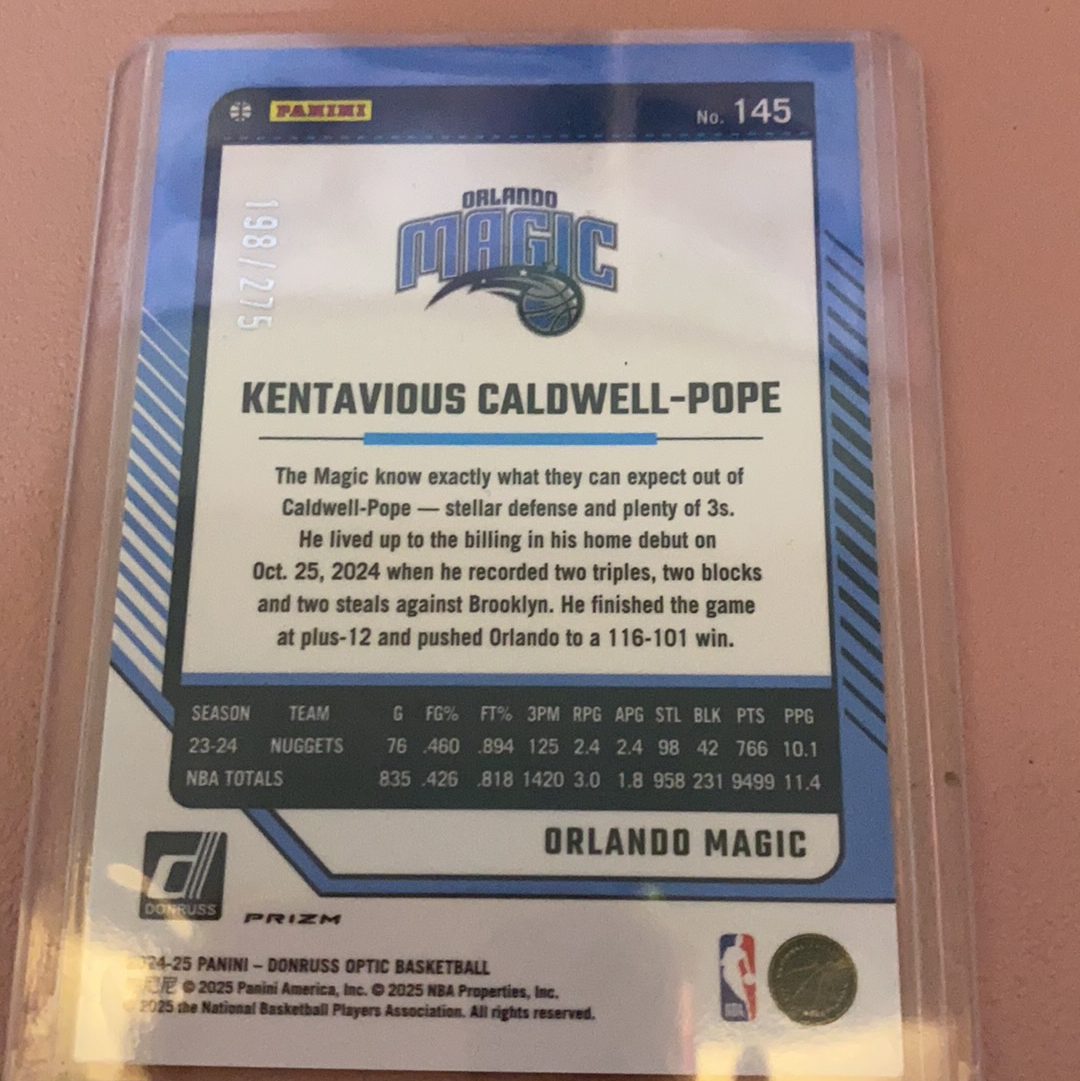 PANINI
No. 145
198/275
ORLANDO
MAGIC
KENTAVIOUS CALDWELL-POPE
The Magic know exactly what they can expect out of
Caldwell-Pope — stellar defense and plenty of 3s.
He lived up to the billing in his home debut on
Oct. 25, 2024 when he recorded two triples, two blocks
and two steals against Brooklyn. He finished the game
at plus-12 and pushed Orlando to a 116-101 win.
SEASON TEAM G FG% FT% 3PM RPG APG STL BLK PTS PPG
23-24 NUGGETS 76 .460 .894 125 2.4 2.4 98 42 766 10.1
NBA TOTALS 835 .426 .818 1420 3.0 1.8 958 231 9499 11.4
ORLANDO MAGIC
DONRUSS
PRIZM
24-25 PANINI – DONRUSS OPTIC BASKETBALL
© 2025 Panini America, Inc. © 2025 NBA Properties, Inc.
© 2025 the National Basketball Players Association. All rights reserved.
NBA